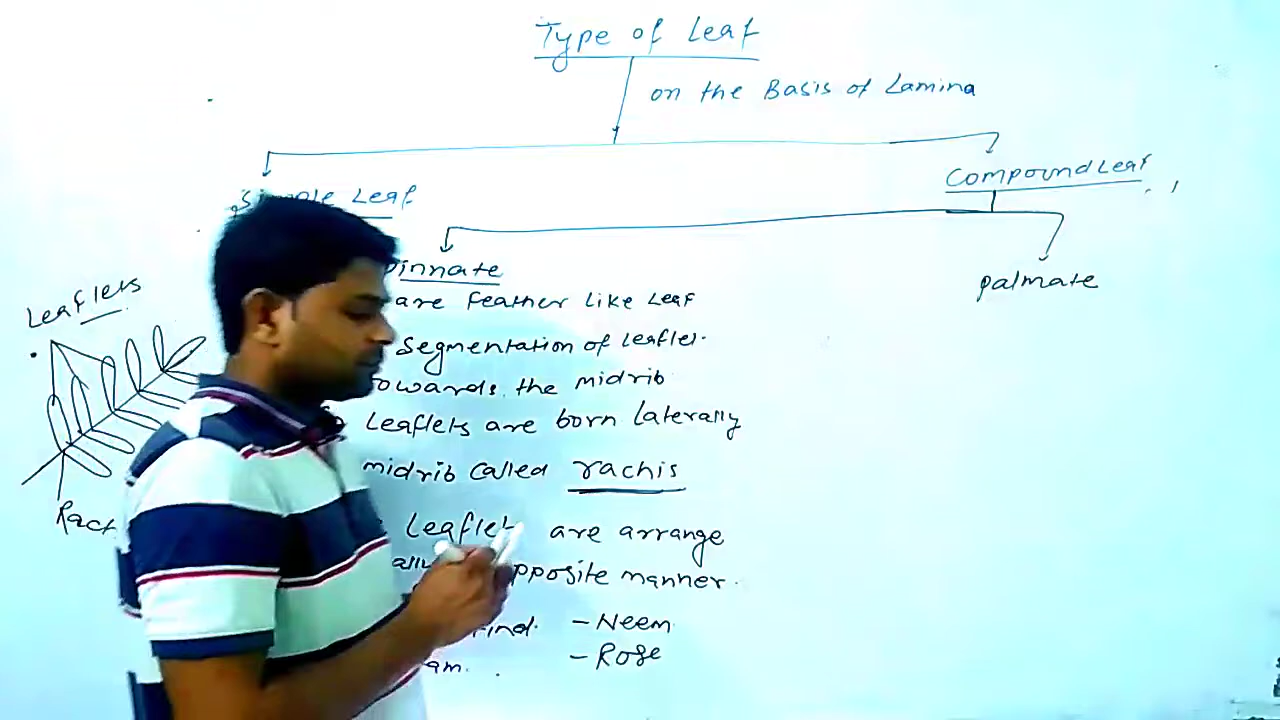 Type of Leaf
on the Basis of Lamina
Simple Leaf
Compound Leaf
pinnate
palmate
are feather like Leaf
Leaflets
segmentation of leaflet.
towards the midrib
Leaflets are born laterally
midrib called rachis
Leaflet are arrange
opposite manner.
- Neem
- Rose